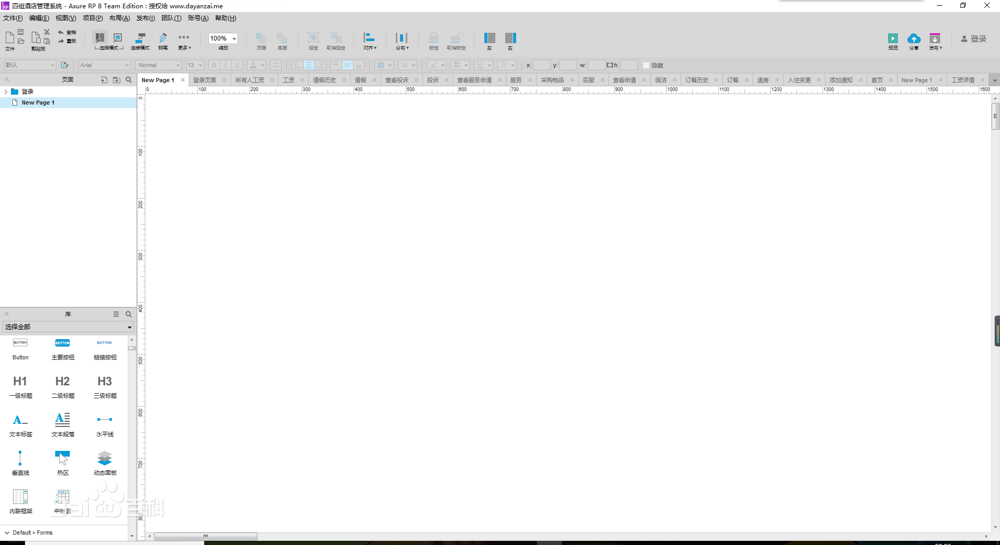 四组酒店管理系统 - Axure RP 8 Team Edition : 授权给 www.dayanzai.me
文件(F) 编辑(E) 视图(V) 项目(P) 布局(A) 发布(I) 团队(T) 账号(A) 帮助(H)
撤销
重做
文件 剪贴板 选择模式 连接模式 钢笔 更多 100% 缩放 顶层 底层 组合 取消组合 对齐 分布 锁定 取消锁定 左 右 预览 分享 发布 登录
默认 Arial Normal 13 B I U A x: y: w: h: 隐藏
页面
New Page 1 登录页面 所有人工资 工资 请假历史 请假 查看投诉 投诉 查看服务申请 服务 采购物品 后厨 查看申请 保洁 订餐历史 订餐 退房 入住变更 添加通知 首页 New Page 1 工资详情
0 100 200 300 400 500 600 700 800 900 1000 1100 1200 1300 1400 1500 1600
登录
New Page 1
0
100
200
300
400
500
600
700
800
库
选择全部
BUTTON BUTTON BUTTON
Button 主要按钮 链接按钮
H1 H2 H3
一级标题 二级标题 三级标题
A A
文本标签 文本段落 水平线
垂直线 热区 动态面板
内联框架 中继器
Baidu百科
Default > Forms